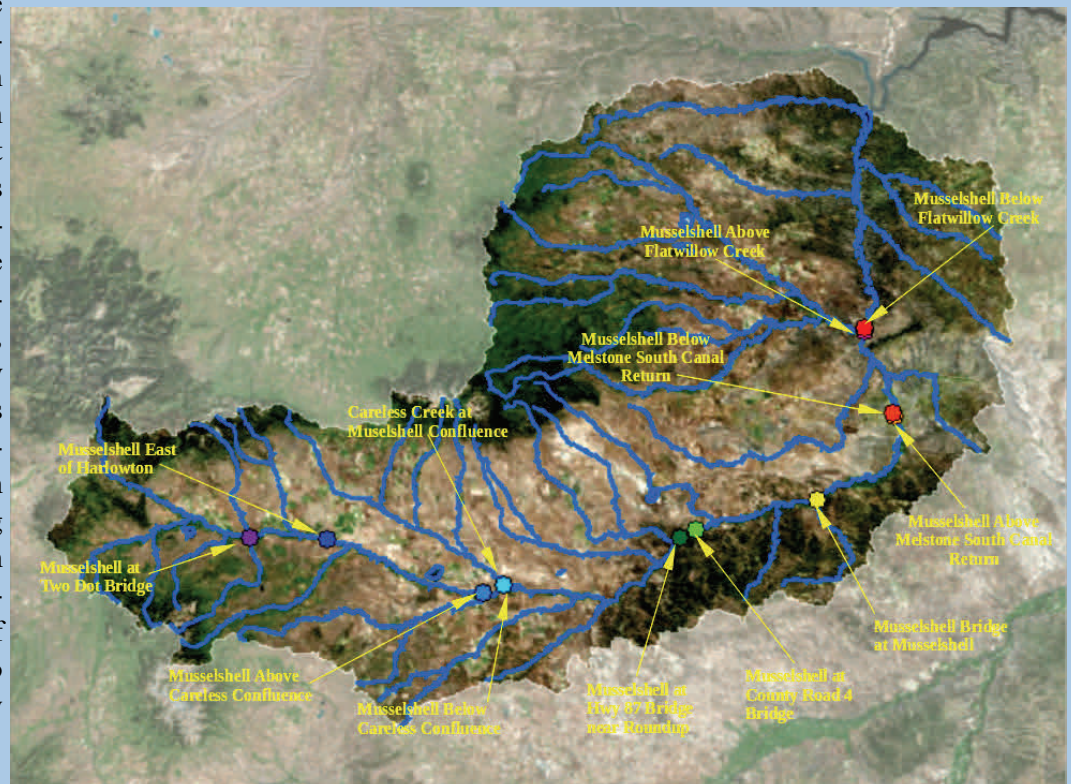 Musselshell Below
Flatwillow Creek
Musselshell Above
Flatwillow Creek
Musselshell Below
Melstone South Canal
Return
Careless Creek at
Muselshell Confluence
Musselshell East
of Harlowton
Musselshell Above
Melstone South Canal
Return
Musselshell at
Two Dot Bridge
Musselshell Bridge
at Musselshell
Musselshell Above
Careless Confluence
Musselshell at
County Road 4
Bridge
Musselshell at
Hwy 87 Bridge
near Roundup
Musselshell Below
Careless Confluence